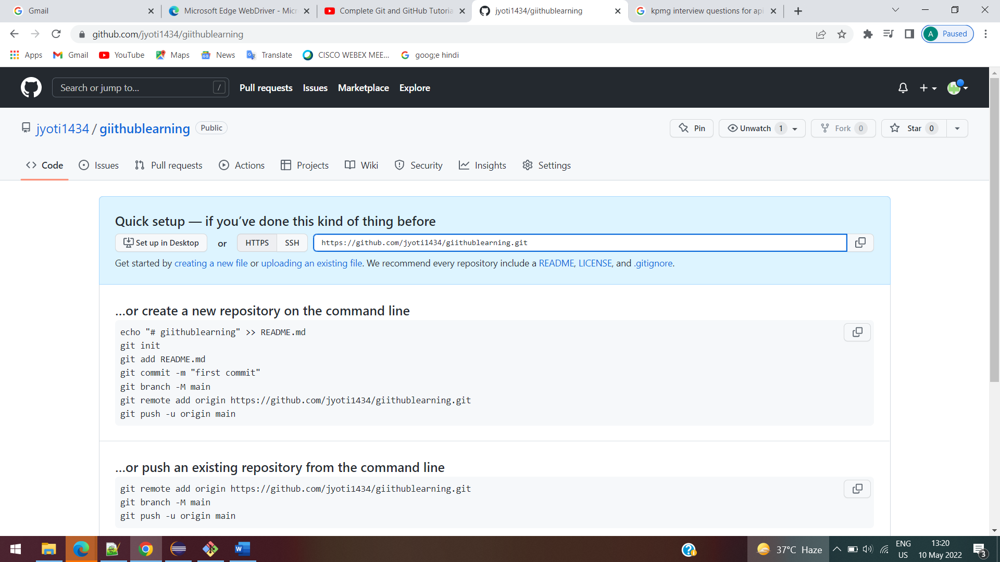 Gmail
Microsoft Edge WebDriver - Micr
Complete Git and GitHub Tutoria
jyoti1434/giithublearning
kpmg interview questions for api
github.com/jyoti1434/giithublearning
A Paused
Apps
Gmail
YouTube
Maps
News
Translate
CISCO WEBEX MEE...
goog;e hindi
Search or jump to... /
Pull requests
Issues
Marketplace
Explore
jyoti1434 / giithublearning Public
Pin
Unwatch 1
Fork 0
Star 0
Code
Issues
Pull requests
Actions
Projects
Wiki
Security
Insights
Settings
Quick setup — if you’ve done this kind of thing before
Set up in Desktop or HTTPS SSH https://github.com/jyoti1434/giithublearning.git
Get started by creating a new file or uploading an existing file. We recommend every repository include a README, LICENSE, and .gitignore.
…or create a new repository on the command line
echo "# giithublearning" >> README.md
git init
git add README.md
git commit -m "first commit"
git branch -M main
git remote add origin https://github.com/jyoti1434/giithublearning.git
git push -u origin main
…or push an existing repository from the command line
git remote add origin https://github.com/jyoti1434/giithublearning.git
git branch -M main
git push -u origin main
37°C Haze
ENG
US
13:20
10 May 2022
3